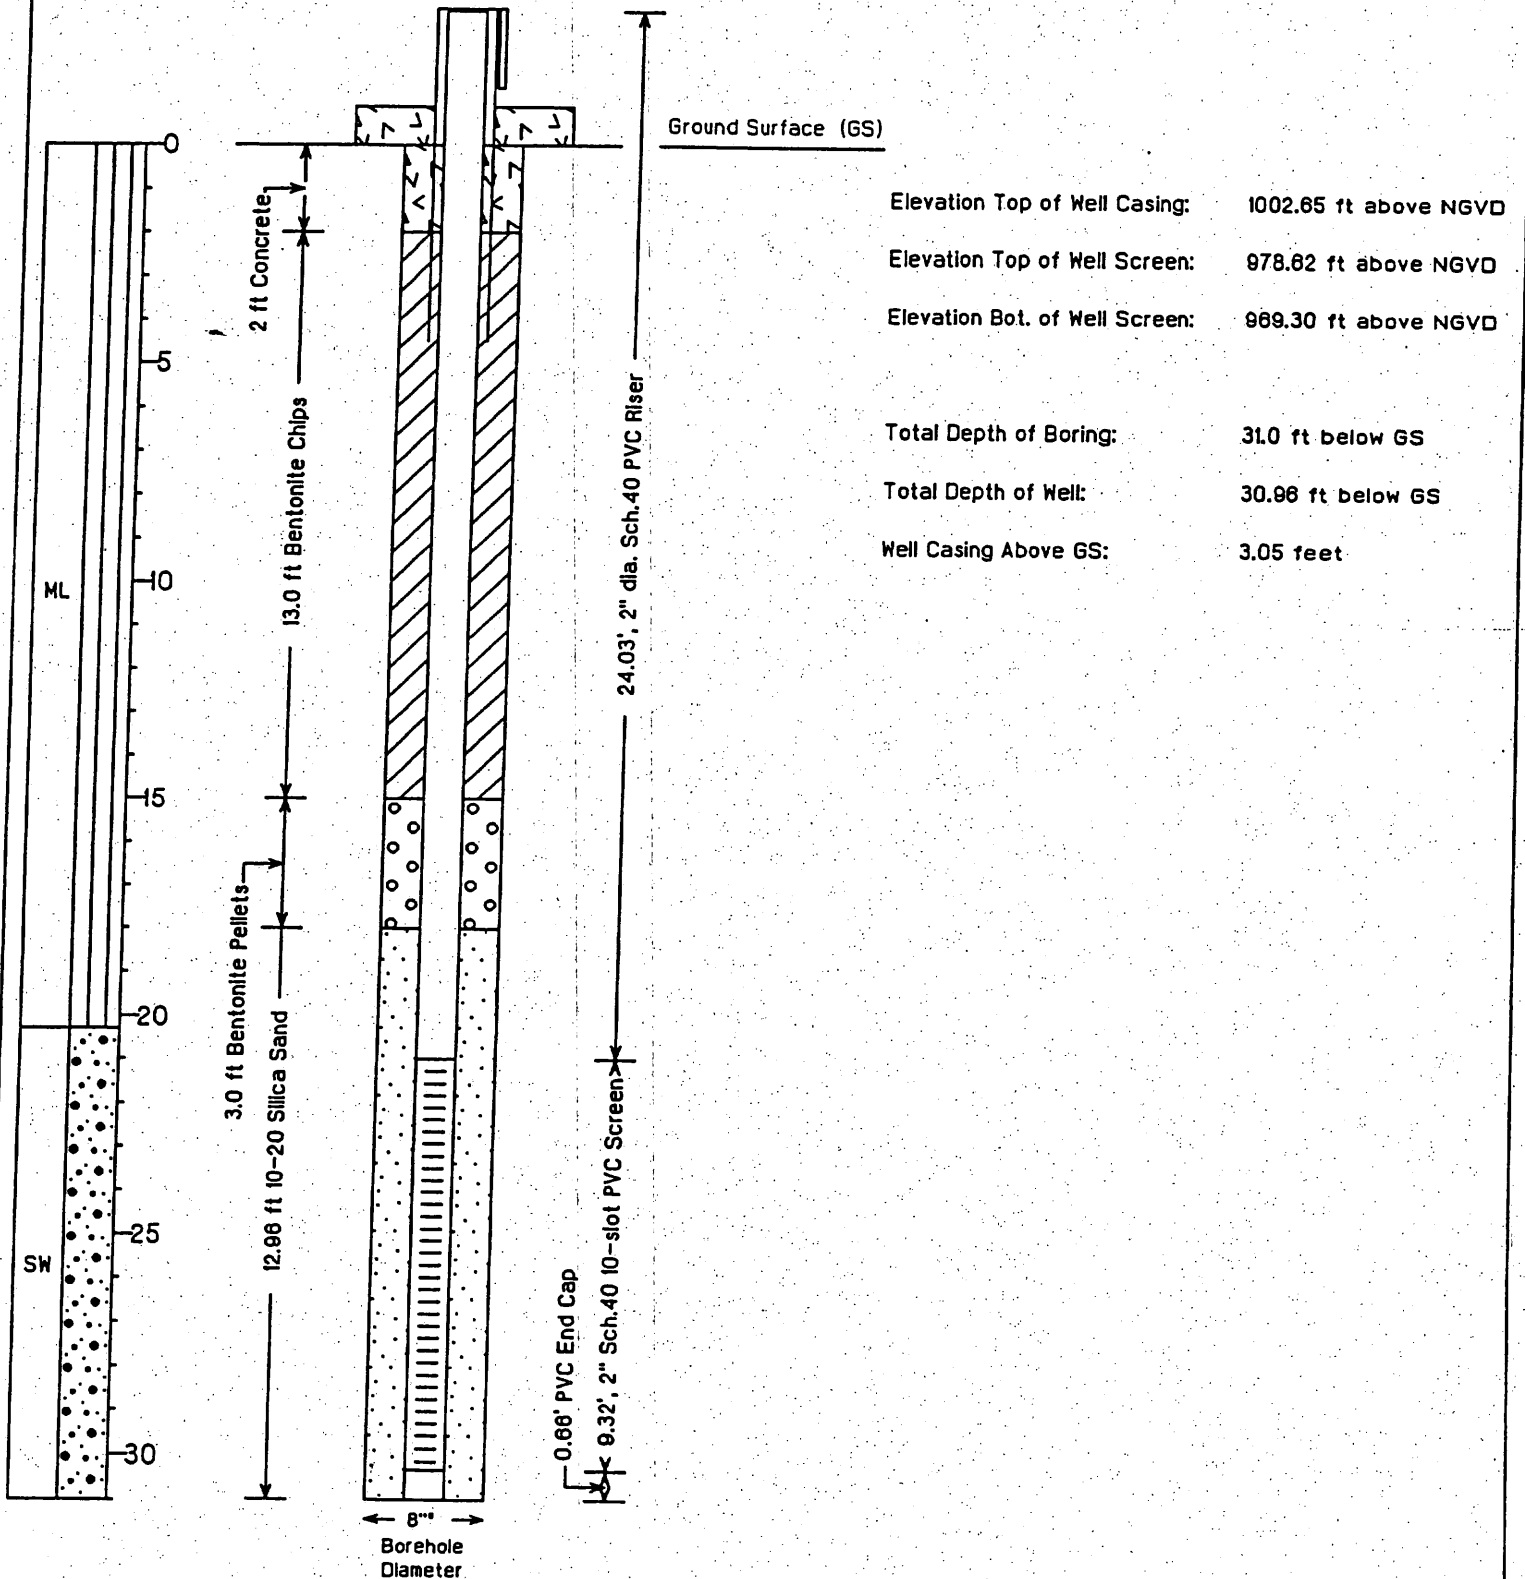 Ground Surface (GS)
Elevation Top of Well Casing: 1002.65 ft above NGVD
Elevation Top of Well Screen: 978.62 ft above NGVD
Elevation Bot. of Well Screen: 969.30 ft above NGVD
Total Depth of Boring: 31.0 ft below GS
Total Depth of Well: 30.96 ft below GS
Well Casing Above GS: 3.05 feet
0
5
10
15
20
25
30
ML
SW
2 ft Concrete
13.0 ft Bentonite Chips
3.0 ft Bentonite Pellets
12.96 ft 10-20 Silica Sand
24.03', 2" dia. Sch.40 PVC Riser
9.32', 2" Sch.40 10-slot PVC Screen
0.66' PVC End Cap
8""
Borehole
Diameter